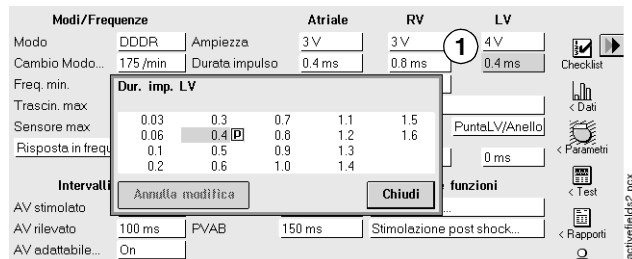 Modi/Frequenze Atriale RV LV
Modo DDDR Ampiezza 3 V 3 V 4 V
1
Cambio Modo... 175 /min Durata impulso 0.4 ms 0.8 ms 0.4 ms
Checklist
Freq. min.
Trascin. max
Sensore max PuntaLV/Anello
Risposta in frequ 0 ms
Dur. imp. LV
0.03 0.3 0.7 1.1 1.5
0.06 0.4 P 0.8 1.2 1.6
0.1 0.5 0.9 1.3
0.2 0.6 1.0 1.4
Annulla modifica Chiudi
< Dati
< Parametri
< Test
< Rapporti
Intervalli funzioni
AV stimolato
AV rilevato 100 ms PVAB 150 ms Stimolazione post shock...
AV adattabile... On
activefields2.pcx